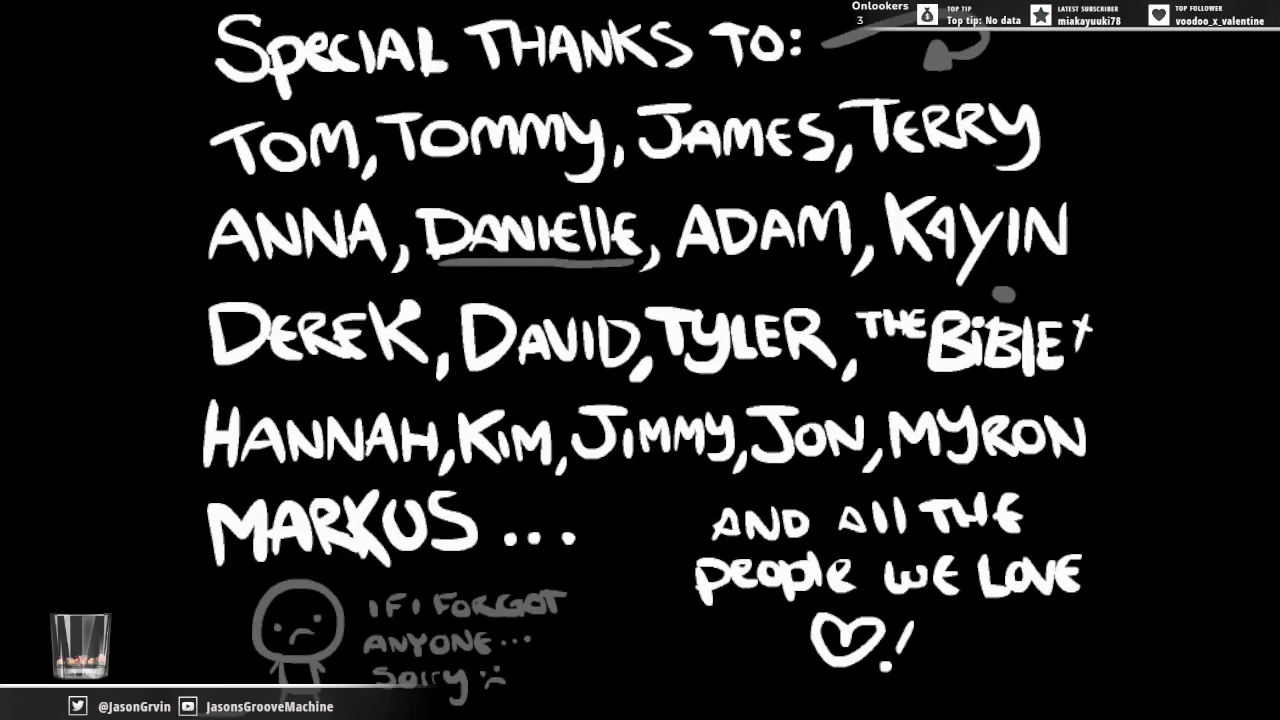 Onlookers
3
TOP TIP
Top tip: No data
LATEST SUBSCRIBER
miakayuuki78
TOP FOLLOWER
voodoo_x_valentine
SPECIAL THANKS TO:
TOM, TOMMY, JAMES, TERRY
ANNA, DANIElle, ADAM, KAYIN
DEREK, DAVID, TYLER, THE BiBlE
HANNAH, KiM, JiMMY, JON, MYRON
MARKUS ...
AND All THE
people WE LOVE
!
IF I FORGOT
ANYONE...
SORRY :(
@JasonGrvin
JasonsGrooveMachine